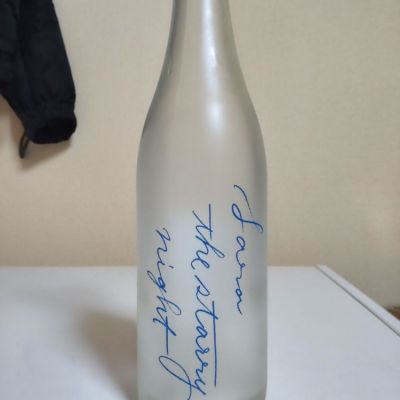 Sara
the starry
night